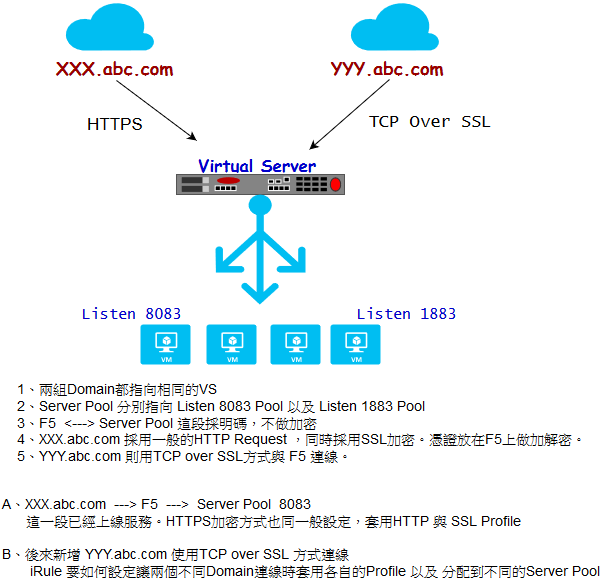 XXX.abc.com
YYY.abc.com
HTTPS
TCP Over SSL
Virtual Server
Listen 8083
Listen 1883
VM
VM
VM
VM
1、兩組Domain都指向相同的VS
2、Server Pool 分別指向 Listen 8083 Pool 以及 Listen 1883 Pool
3、F5 <---> Server Pool 這段採明碼，不做加密
4、XXX.abc.com 採用一般的HTTP Request ，同時採用SSL加密。憑證放在F5上做加解密。
5、YYY.abc.com 則用TCP over SSL方式與 F5 連線。
A、XXX.abc.com ---> F5 ---> Server Pool 8083
這一段已經上線服務。HTTPS加密方式也同一般設定，套用HTTP 與 SSL Profile
B、後來新增 YYY.abc.com 使用TCP over SSL 方式連線
iRule 要如何設定讓兩個不同Domain連線時套用各自的Profile 以及 分配到不同的Server Pool